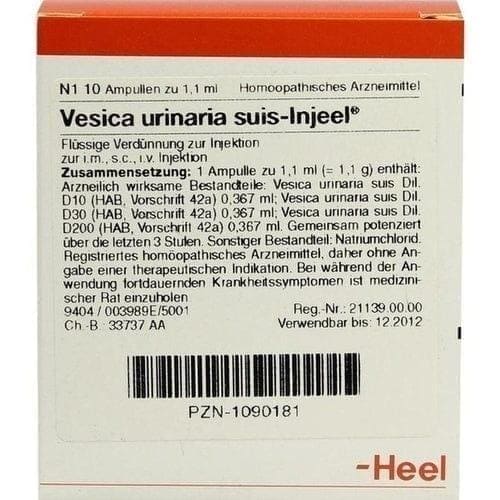 N1 10 Ampullen zu 1,1 ml Homöopathisches Arzneimittel
Vesica urinaria suis-Injeel®
Flüssige Verdünnung zur Injektion
zur i.m., s.c., i.v. Injektion
Zusammensetzung: 1 Ampulle zu 1,1 ml (= 1,1 g) enthält:
Arzneilich wirksame Bestandteile: Vesica urinaria suis Dil.
D10 (HAB, Vorschrift 42a) 0,367 ml; Vesica urinaria suis Dil.
D30 (HAB, Vorschrift 42a) 0,367 ml; Vesica urinaria suis Dil.
D200 (HAB, Vorschrift 42a) 0,367 ml. Gemeinsam potenziert
über die letzten 3 Stufen. Sonstiger Bestandteil: Natriumchlorid.
Registriertes homöopathisches Arzneimittel, daher ohne An-
gabe einer therapeutischen Indikation. Bei während der An-
wendung fortdauernden Krankheitssymptomen ist medizini-
scher Rat einzuholen
9404 / 003989E/5001 Reg.-Nr.: 21139.00.00
Ch.-B.: 33737 AA Verwendbar bis: 12.2012
PZN-1090181
-Heel